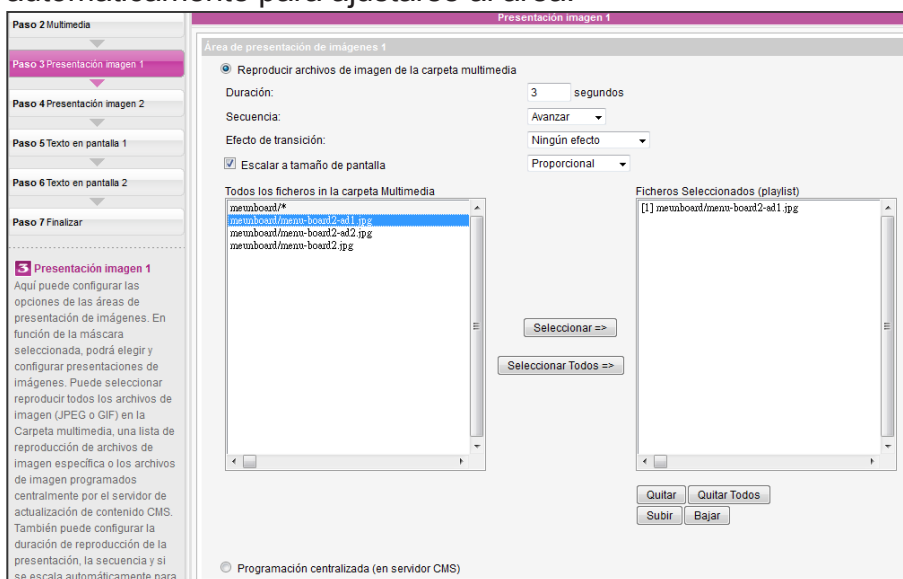 automáticamente para ajustarse al área.
Paso 2 Multimedia
Paso 3 Presentación imagen 1
Paso 4 Presentación imagen 2
Paso 5 Texto en pantalla 1
Paso 6 Texto en pantalla 2
Paso 7 Finalizar
3 Presentación imagen 1
Aquí puede configurar las
opciones de las áreas de
presentación de imágenes. En
función de la máscara
seleccionada, podrá elegir y
configurar presentaciones de
imágenes. Puede seleccionar
reproducir todos los archivos de
imagen (JPEG o GIF) en la
Carpeta multimedia, una lista de
reproducción de archivos de
imagen específica o los archivos
de imagen programados
centralmente por el servidor de
actualización de contenido CMS.
También puede configurar la
duración de reproducción de la
presentación, la secuencia y si
se escala automáticamente para
Presentación imagen 1
Área de presentación de imágenes 1
Reproducir archivos de imagen de la carpeta multimedia
Duración: 3 segundos
Secuencia: Avanzar
Efecto de transición: Ningún efecto
Escalar a tamaño de pantalla Proporcional
Todos los ficheros in la carpeta Multimedia
meunboard/*
meunboard/menu-board2-ad1.jpg
meunboard/menu-board2-ad2.jpg
meunboard/menu-board2.jpg
Seleccionar =>
Seleccionar Todos =>
Ficheros Seleccionados (playlist)
[1] meunboard/menu-board2-ad1.jpg
Quitar Quitar Todos
Subir Bajar
Programación centralizada (en servidor CMS)